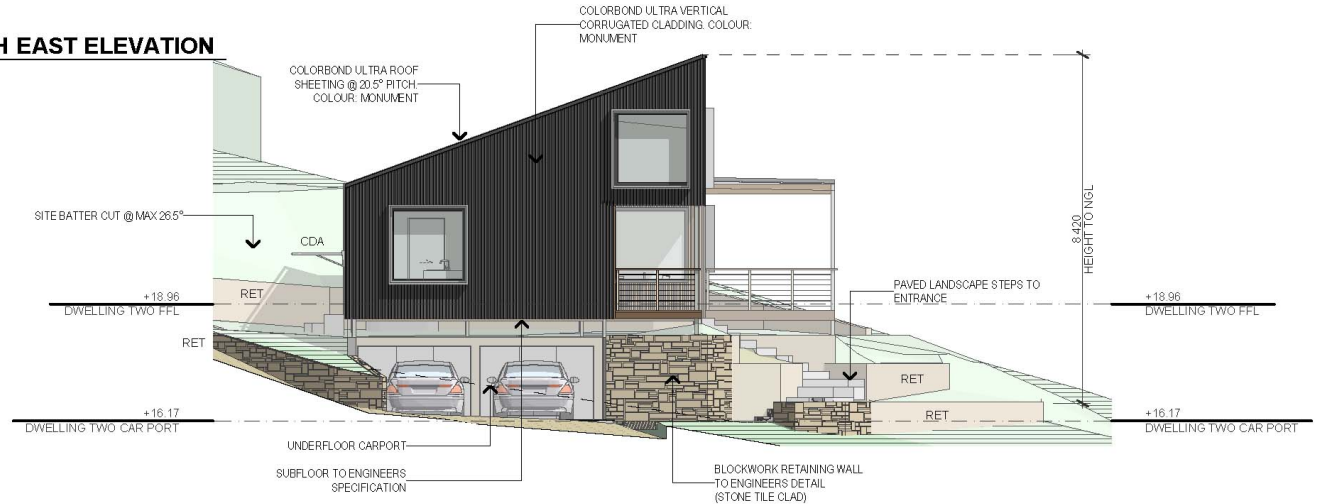 H EAST ELEVATION
COLORBOND ULTRA VERTICAL
CORRUGATED CLADDING. COLOUR:
MONUMENT
COLORBOND ULTRA ROOF
SHEETING @ 20.5° PITCH.
COLOUR: MONUMENT
SITE BATTER CUT @ MAX 26.5°
CDA
RET
+18.96
DWELLING TWO FFL
RET
+16.17
DWELLING TWO CAR PORT
UNDERFLOOR CARPORT
SUBFLOOR TO ENGINEERS
SPECIFICATION
BLOCKWORK RETAINING WALL
TO ENGINEERS DETAIL
(STONE TILE CLAD)
PAVED LANDSCAPE STEPS TO
ENTRANCE
RET
RET
8 420
HEIGHT TO NGL
+18.96
DWELLING TWO FFL
+16.17
DWELLING TWO CAR PORT